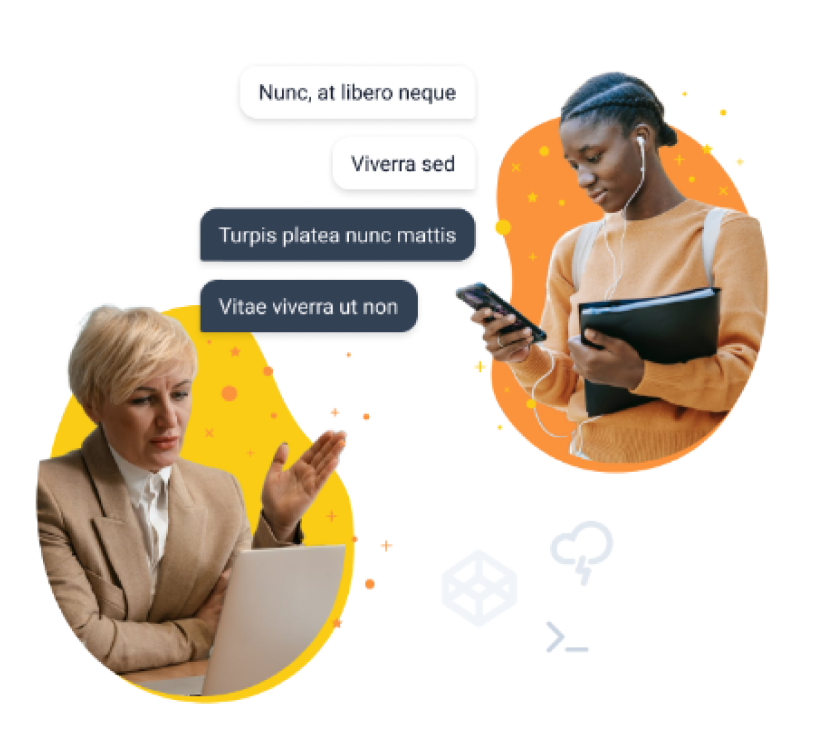 Nunc, at libero neque
Viverra sed
Turpis platea nunc mattis
Vitae viverra ut non